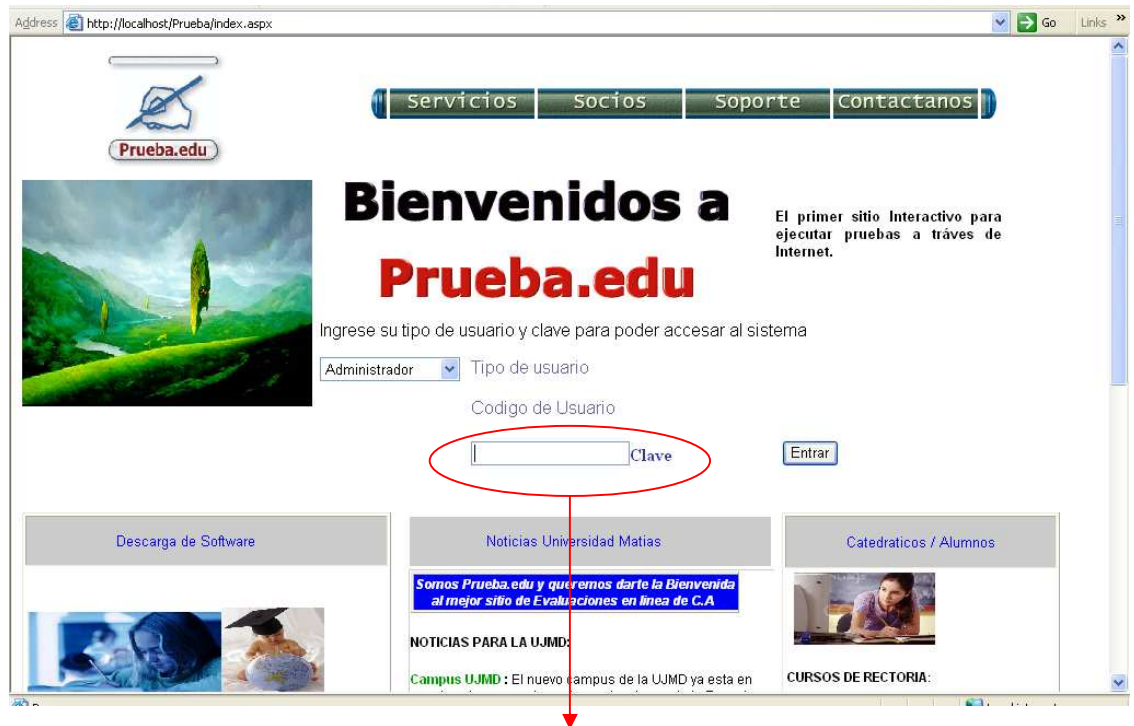 Address http://localhost/Prueba/index.aspx Go Links »
Servicios Socios Soporte Contactanos
Prueba.edu
Bienvenidos a
Prueba.edu
El primer sitio Interactivo para
ejecutar pruebas a tráves de
Internet.
Ingrese su tipo de usuario y clave para poder accesar al sistema
Administrador Tipo de usuario
Codigo de Usuario
Clave Entrar
Descarga de Software
Noticias Universidad Matias
Catedraticos / Alumnos
Somos Prueba.edu y queremos darte la Bienvenida
al mejor sitio de Evaluaciones en linea de C.A
NOTICIAS PARA LA UJMD:
Campus UJMD : El nuevo campus de la UJMD ya esta en
CURSOS DE RECTORIA: